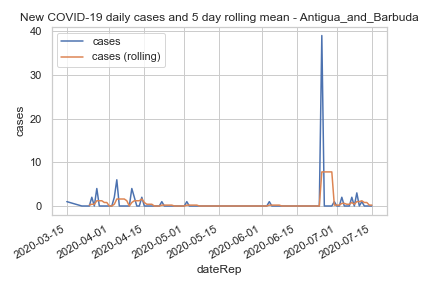 New COVID-19 daily cases and 5 day rolling mean - Antigua_and_Barbuda
cases
cases (rolling)
40
30
20
10
0
cases
2020-03-15
2020-04-01
2020-04-15
2020-05-01
2020-05-15
2020-06-01
2020-06-15
2020-07-01
2020-07-15
dateRep